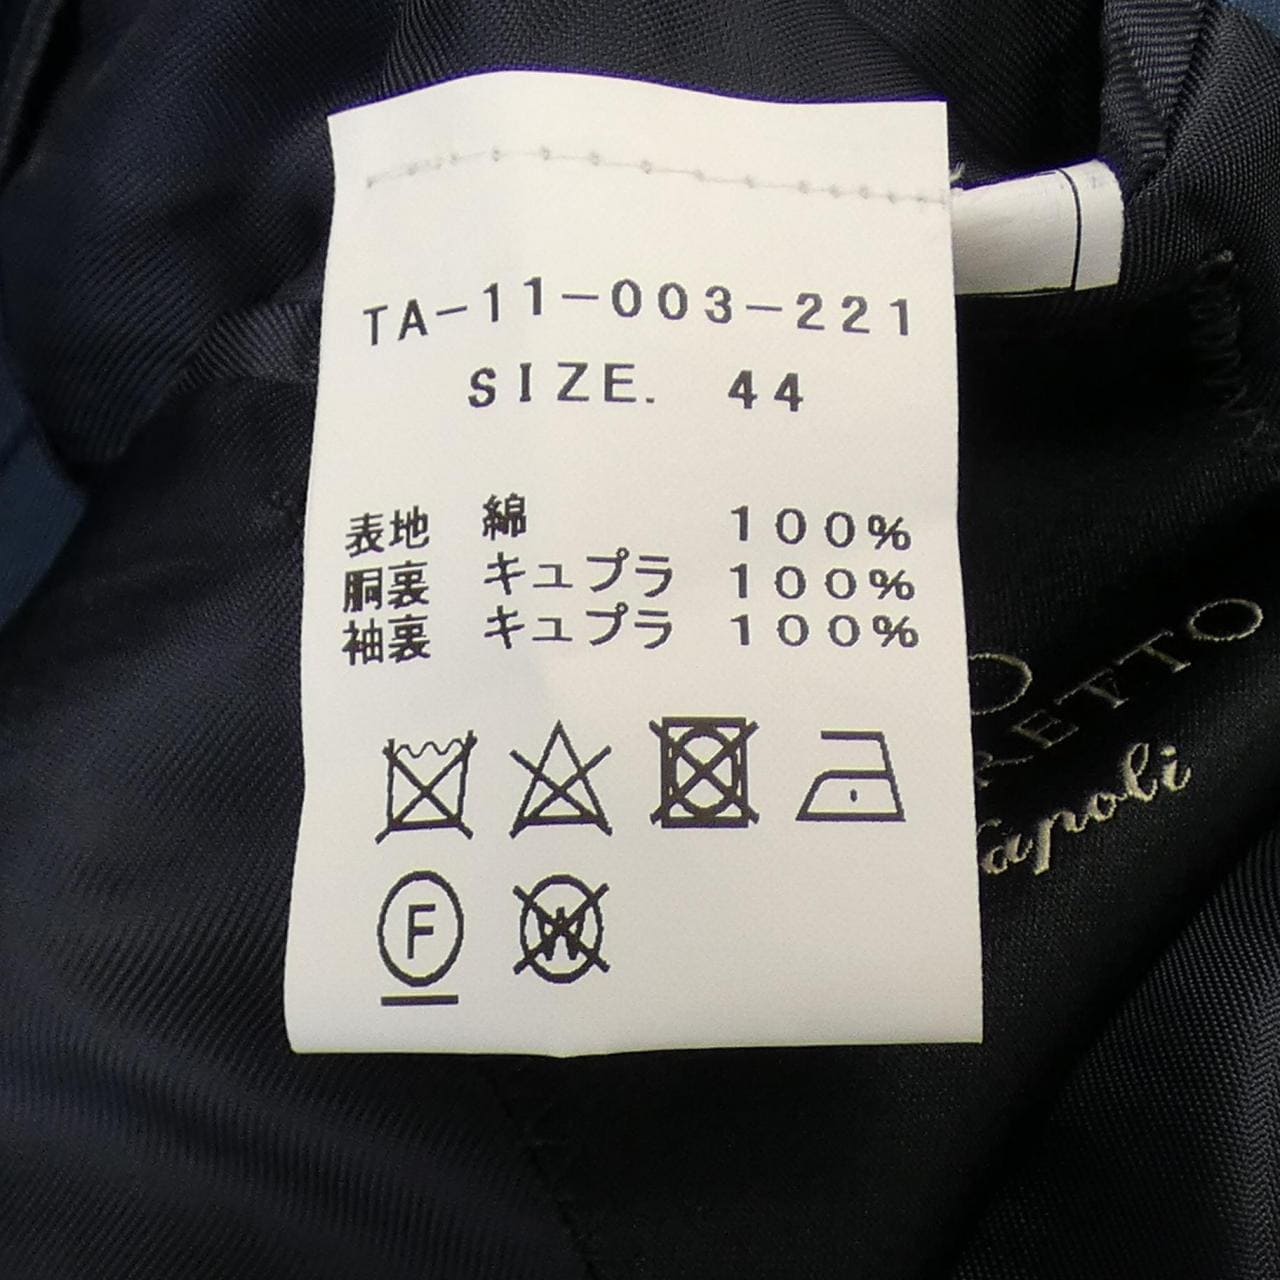 TA-11-003-221
SIZE. 44
表地 綿 100%
胴裏 キュプラ 100%
袖裏 キュプラ 100%
F
W